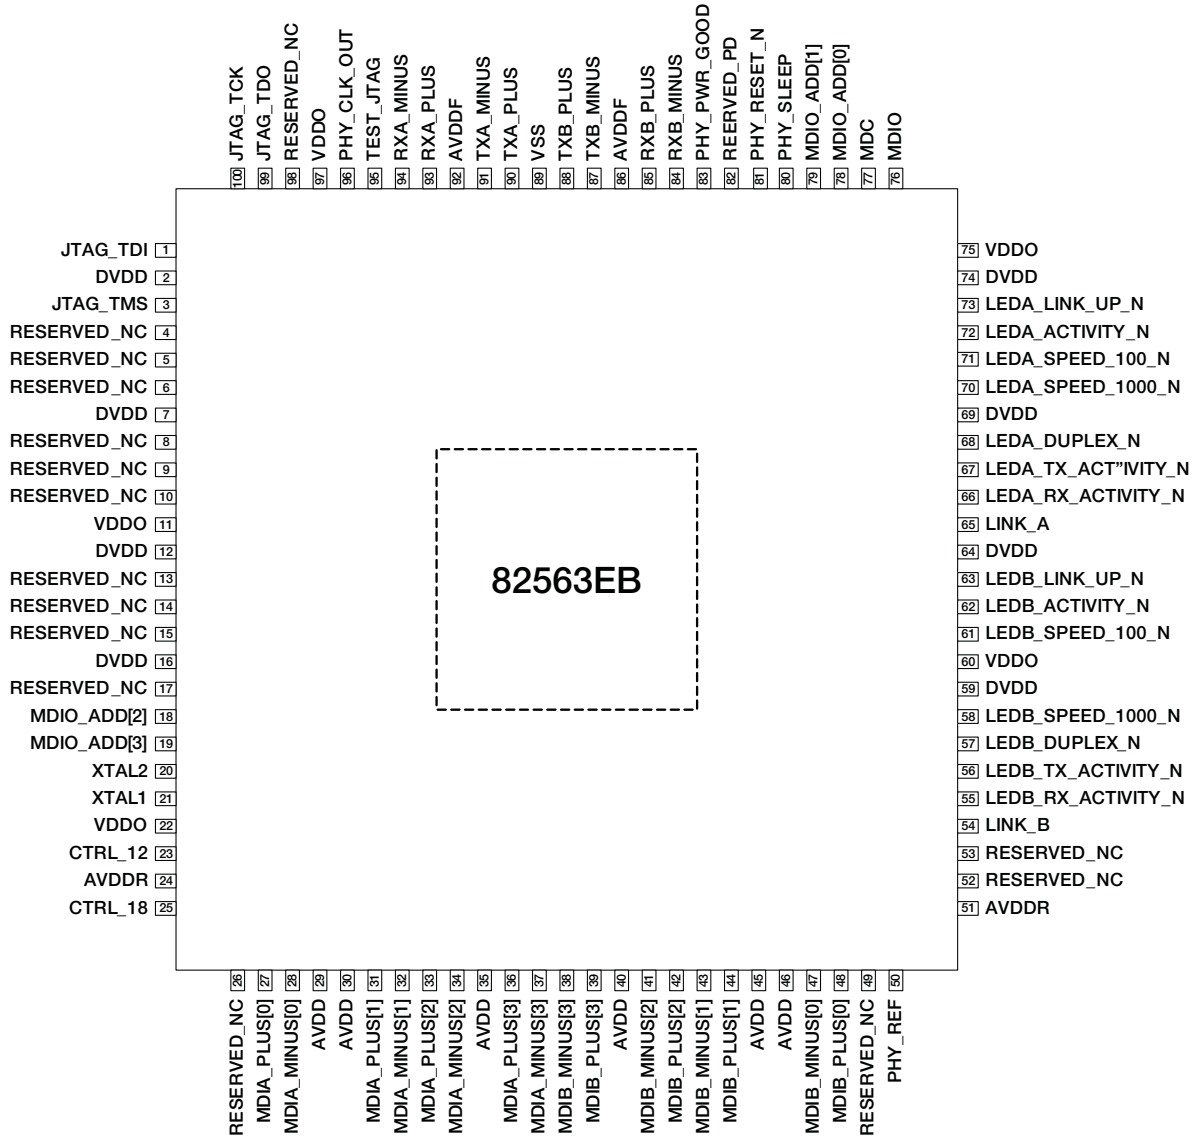 100 JTAG_TCK
99 JTAG_TDO
98 RESERVED_NC
97 VDDO
96 PHY_CLK_OUT
95 TEST_JTAG
94 RXA_MINUS
93 RXA_PLUS
92 AVDDF
91 TXA_MINUS
90 TXA_PLUS
89 VSS
88 TXB_PLUS
87 TXB_MINUS
86 AVDDF
85 RXB_PLUS
84 RXB_MINUS
83 PHY_PWR_GOOD
82 REERVED_PD
81 PHY_RESET_N
80 PHY_SLEEP
79 MDIO_ADD[1]
78 MDIO_ADD[0]
77 MDC
76 MDIO
JTAG_TDI 1
DVDD 2
JTAG_TMS 3
RESERVED_NC 4
RESERVED_NC 5
RESERVED_NC 6
DVDD 7
RESERVED_NC 8
RESERVED_NC 9
RESERVED_NC 10
VDDO 11
DVDD 12
RESERVED_NC 13
RESERVED_NC 14
RESERVED_NC 15
DVDD 16
RESERVED_NC 17
MDIO_ADD[2] 18
MDIO_ADD[3] 19
XTAL2 20
XTAL1 21
VDDO 22
CTRL_12 23
AVDDR 24
CTRL_18 25
82563EB
75 VDDO
74 DVDD
73 LEDA_LINK_UP_N
72 LEDA_ACTIVITY_N
71 LEDA_SPEED_100_N
70 LEDA_SPEED_1000_N
69 DVDD
68 LEDA_DUPLEX_N
67 LEDA_TX_ACT”IVITY_N
66 LEDA_RX_ACTIVITY_N
65 LINK_A
64 DVDD
63 LEDB_LINK_UP_N
62 LEDB_ACTIVITY_N
61 LEDB_SPEED_100_N
60 VDDO
59 DVDD
58 LEDB_SPEED_1000_N
57 LEDB_DUPLEX_N
56 LEDB_TX_ACTIVITY_N
55 LEDB_RX_ACTIVITY_N
54 LINK_B
53 RESERVED_NC
52 RESERVED_NC
51 AVDDR
RESERVED_NC 26
MDIA_PLUS[0] 27
MDIA_MINUS[0] 28
AVDD 29
AVDD 30
MDIA_PLUS[1] 31
MDIA_MINUS[1] 32
MDIA_PLUS[2] 33
MDIA_MINUS[2] 34
AVDD 35
MDIA_PLUS[3] 36
MDIA_MINUS[3] 37
MDIB_MINUS[3] 38
MDIB_PLUS[3] 39
AVDD 40
MDIB_MINUS[2] 41
MDIB_PLUS[2] 42
MDIB_MINUS[1] 43
MDIB_PLUS[1] 44
AVDD 45
AVDD 46
MDIB_MINUS[0] 47
MDIB_PLUS[0] 48
RESERVED_NC 49
PHY_REF 50